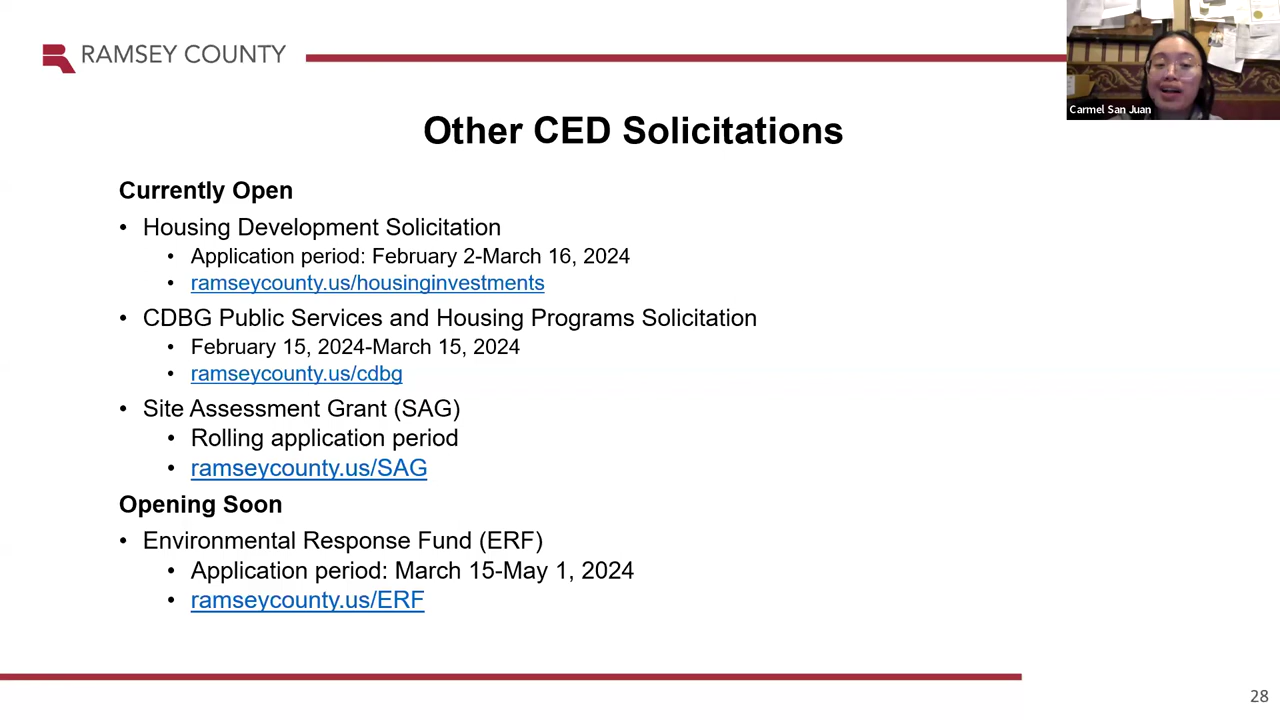 RAMSEY COUNTY
Carmel San Juan
Other CED Solicitations
Currently Open
• Housing Development Solicitation
• Application period: February 2-March 16, 2024
• ramseycounty.us/housinginvestments
• CDBG Public Services and Housing Programs Solicitation
• February 15, 2024-March 15, 2024
• ramseycounty.us/cdbg
• Site Assessment Grant (SAG)
• Rolling application period
• ramseycounty.us/SAG
Opening Soon
• Environmental Response Fund (ERF)
• Application period: March 15-May 1, 2024
• ramseycounty.us/ERF
28